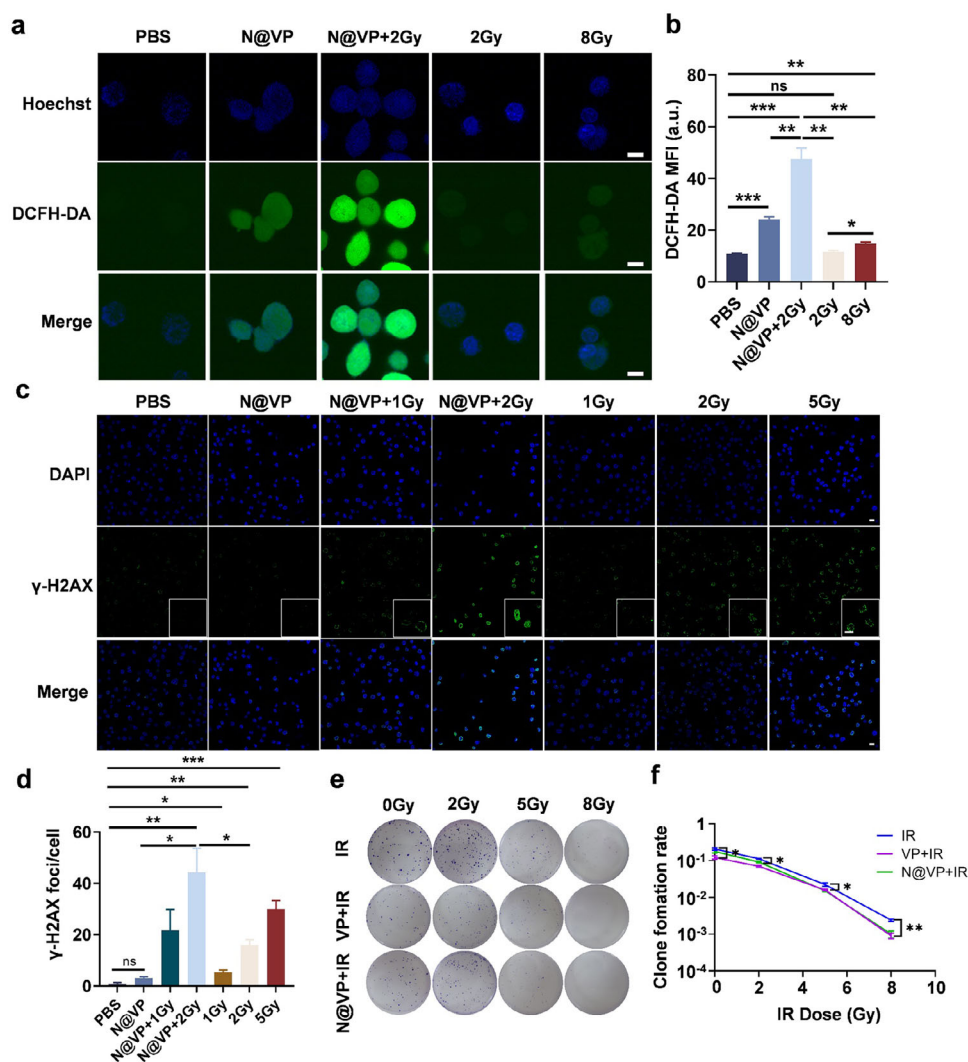 a
PBS N@VP N@VP+2Gy 2Gy 8Gy
Hoechst
DCFH-DA
Merge
b
DCFH-DA MFI (a.u.)
80
60
40
20
0
**
ns
*** **
** **
***
*
PBS
N@VP
N@VP+2Gy
2Gy
8Gy
c
PBS N@VP N@VP+1Gy N@VP+2Gy 1Gy 2Gy 5Gy
DAPI
γ-H2AX
Merge
d
γ-H2AX foci/cell
60
40
20
0
***
**
*
**
* *
ns
PBS
N@VP
N@VP+1Gy
N@VP+2Gy
1Gy
2Gy
5Gy
e
0Gy 2Gy 5Gy 8Gy
IR
VP+IR
N@VP+IR
f
Clone fomation rate
1
10-1
10-2
10-3
10-4
IR
VP+IR
N@VP+IR
*
*
*
**
0 2 4 6 8 10
IR Dose (Gy)